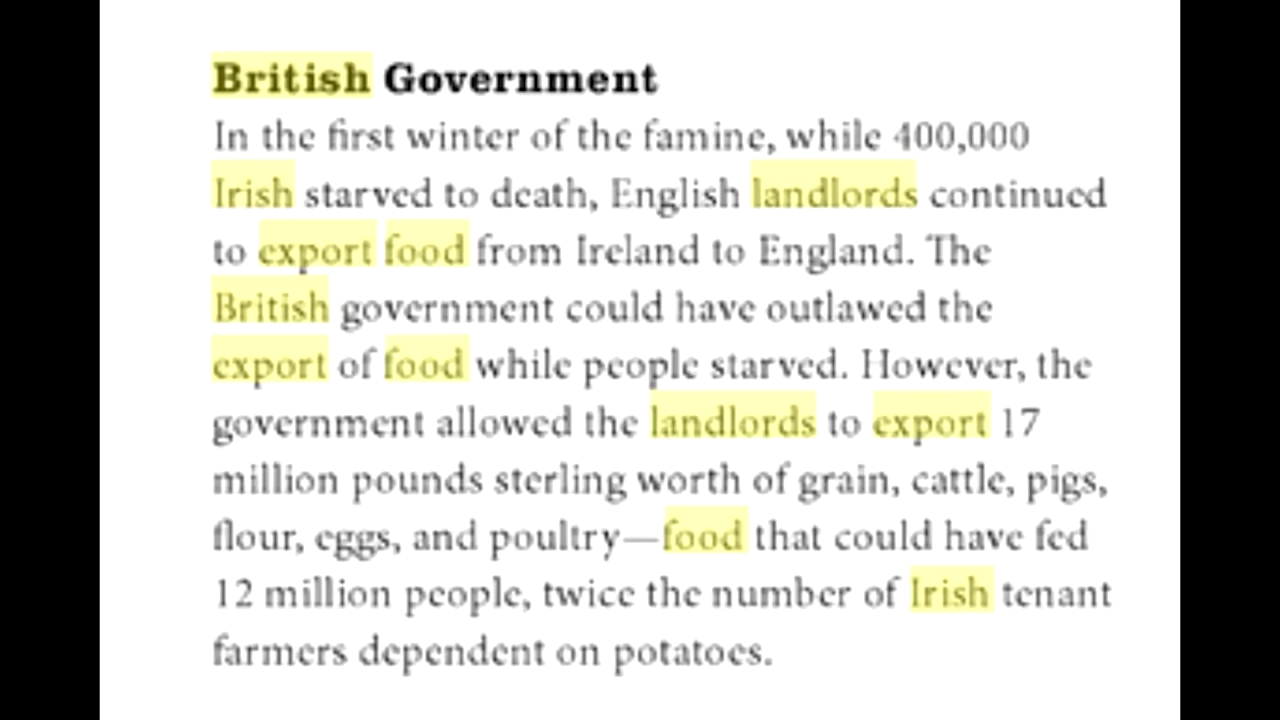 British Government
In the first winter of the famine, while 400,000
Irish starved to death, English landlords continued
to export food from Ireland to England. The
British government could have outlawed the
export of food while people starved. However, the
government allowed the landlords to export 17
million pounds sterling worth of grain, cattle, pigs,
flour, eggs, and poultry—food that could have fed
12 million people, twice the number of Irish tenant
farmers dependent on potatoes.